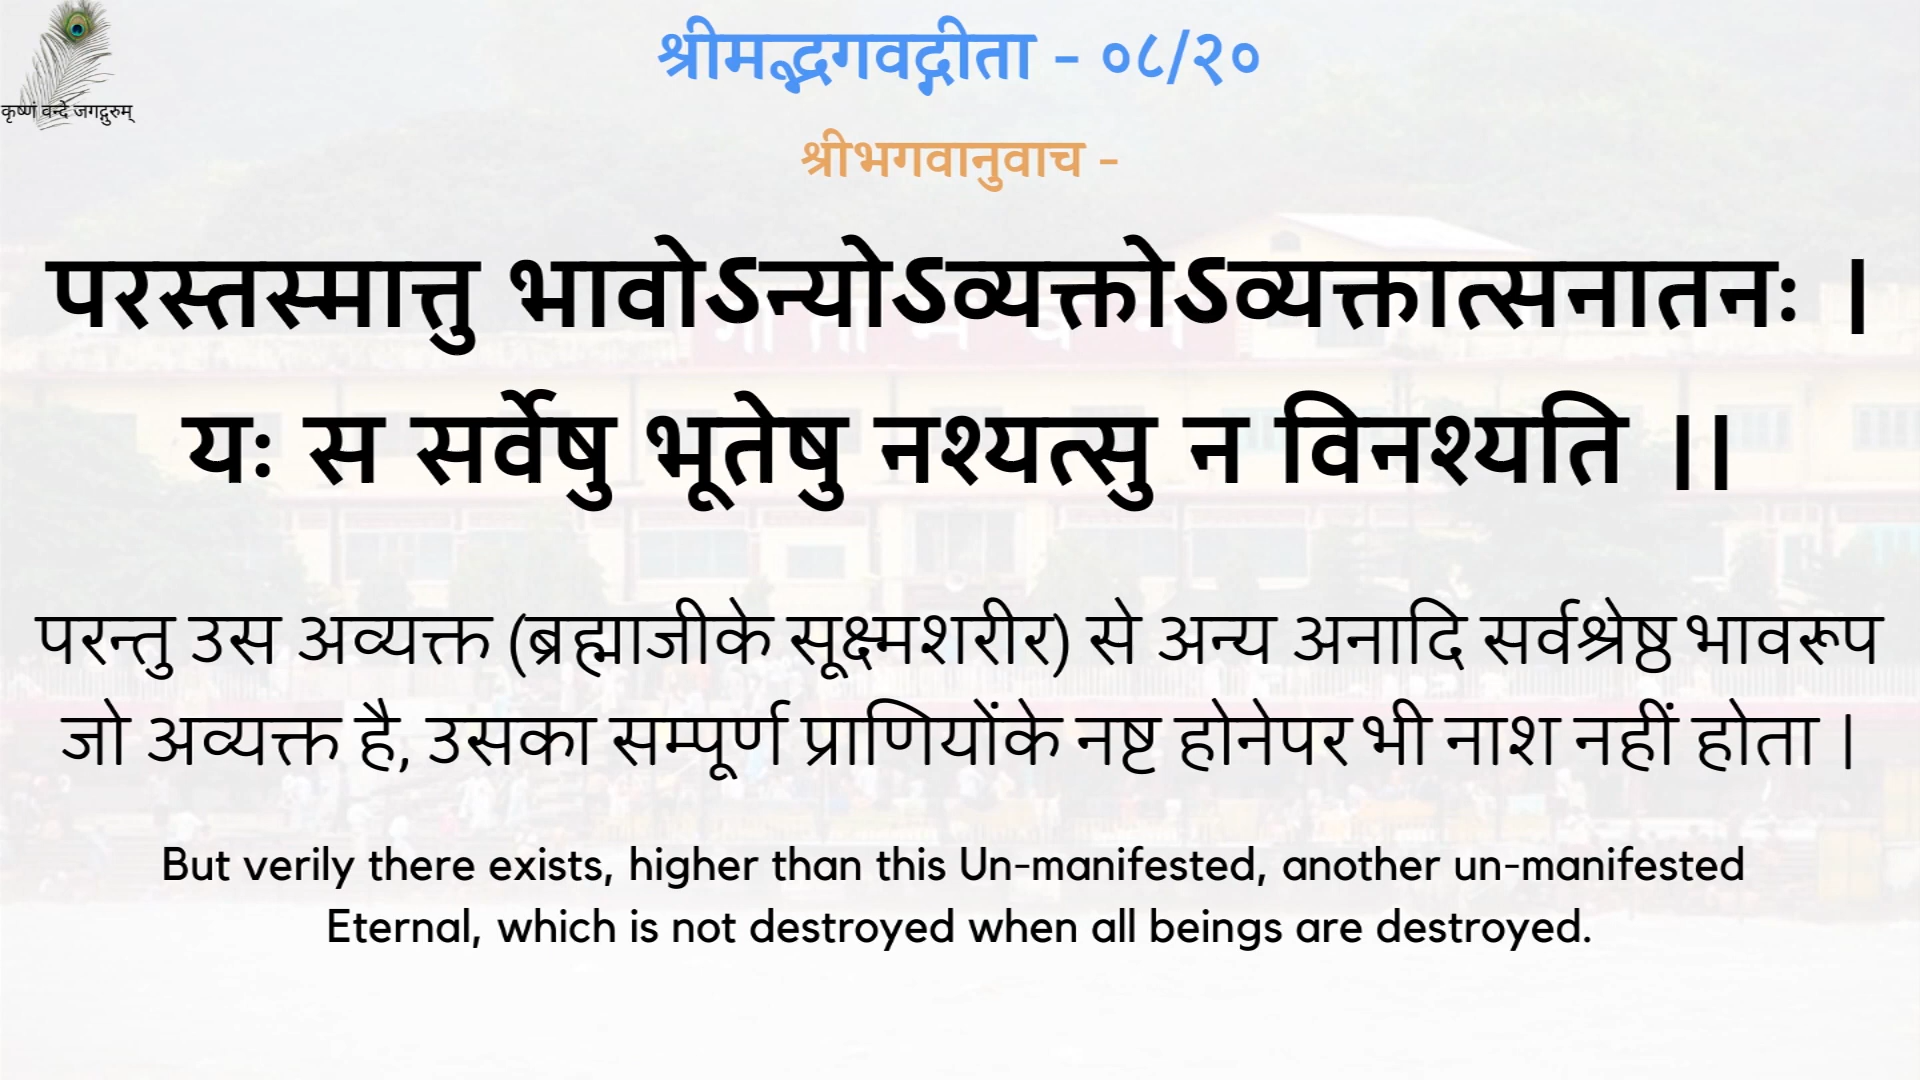 श्रीमद्भगवद्गीता - ०८/२०
कृष्णं वन्दे जगद्गुरुम्
श्रीभगवानुवाच -
परस्तस्मात्तु भावोऽन्योऽव्यक्तोऽव्यक्तात्सनातनः ।
यः स सर्वेषु भूतेषु नश्यत्सु न विनश्यति ।।
परन्तु उस अव्यक्त (ब्रह्माजीके सूक्ष्मशरीर) से अन्य अनादि सर्वश्रेष्ठ भावरूप
जो अव्यक्त है, उसका सम्पूर्ण प्राणियोंके नष्ट होनेपर भी नाश नहीं होता ।
But verily there exists, higher than this Un-manifested, another un-manifested
Eternal, which is not destroyed when all beings are destroyed.